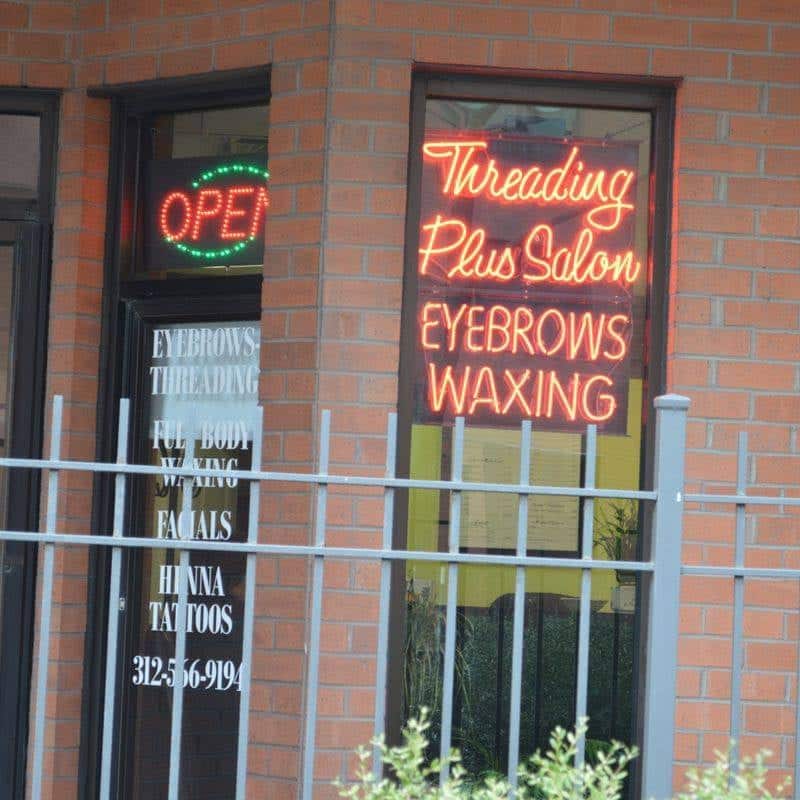 OPEN
EYEBROWS-
THREADING
FULL BODY
WAXING
FACIALS
HENNA
TATTOOS
312-566-9194
Threading
Plus Salon
EYEBROWS
WAXING